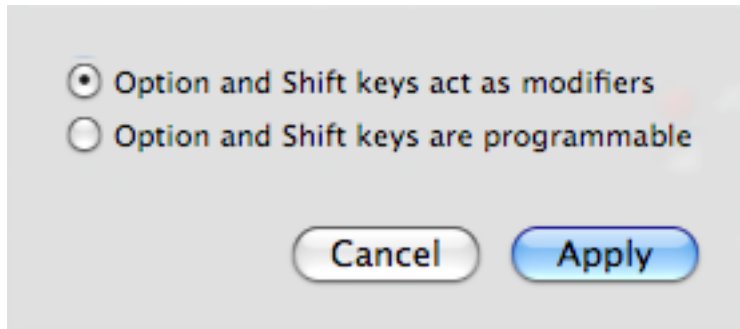 Option and Shift keys act as modifiers
Option and Shift keys are programmable
Cancel Apply